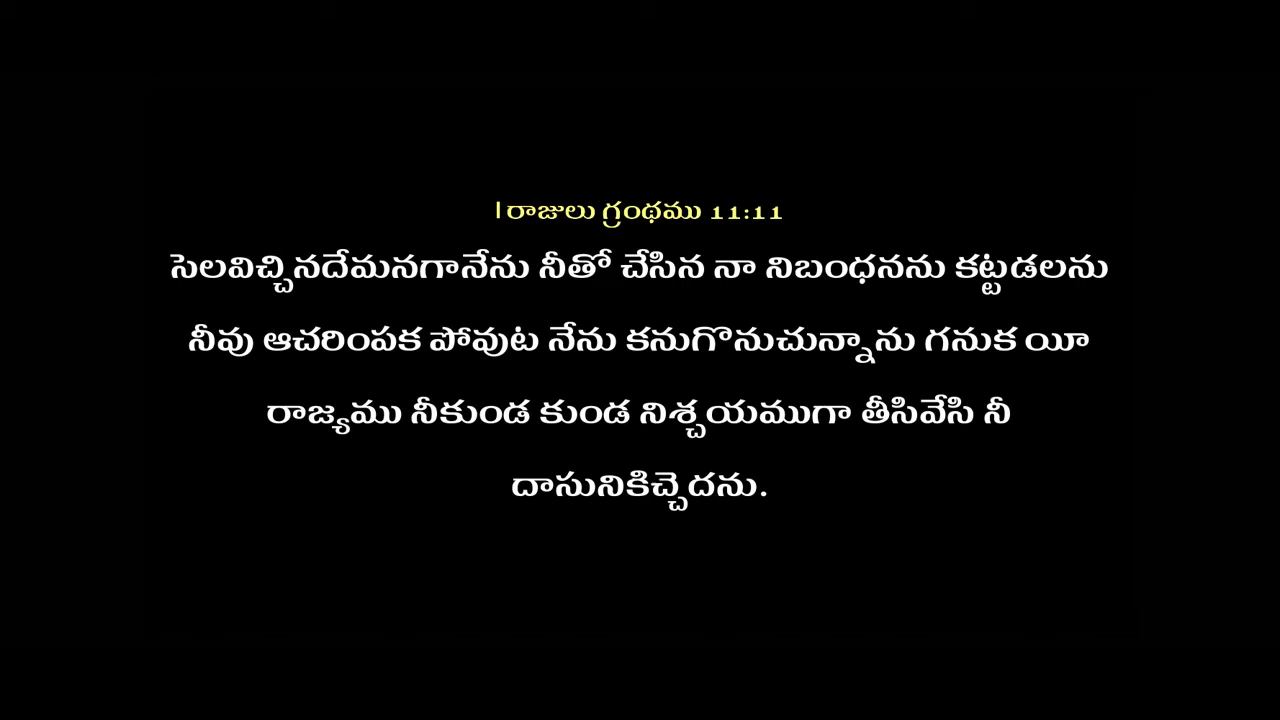 I రాజులు గ్రంథము 11:11
సెలవిచ్చినదేమనగానేను నీతో చేసిన నా నిబంధనను కట్టడలను
నీవు ఆచరింపక పోవుట నేను కనుగొనుచున్నాను గనుక యీ
రాజ్యము నీకుండ కుండ నిశ్చయముగా తీసివేసి నీ
దాసునికిచ్చెదను.